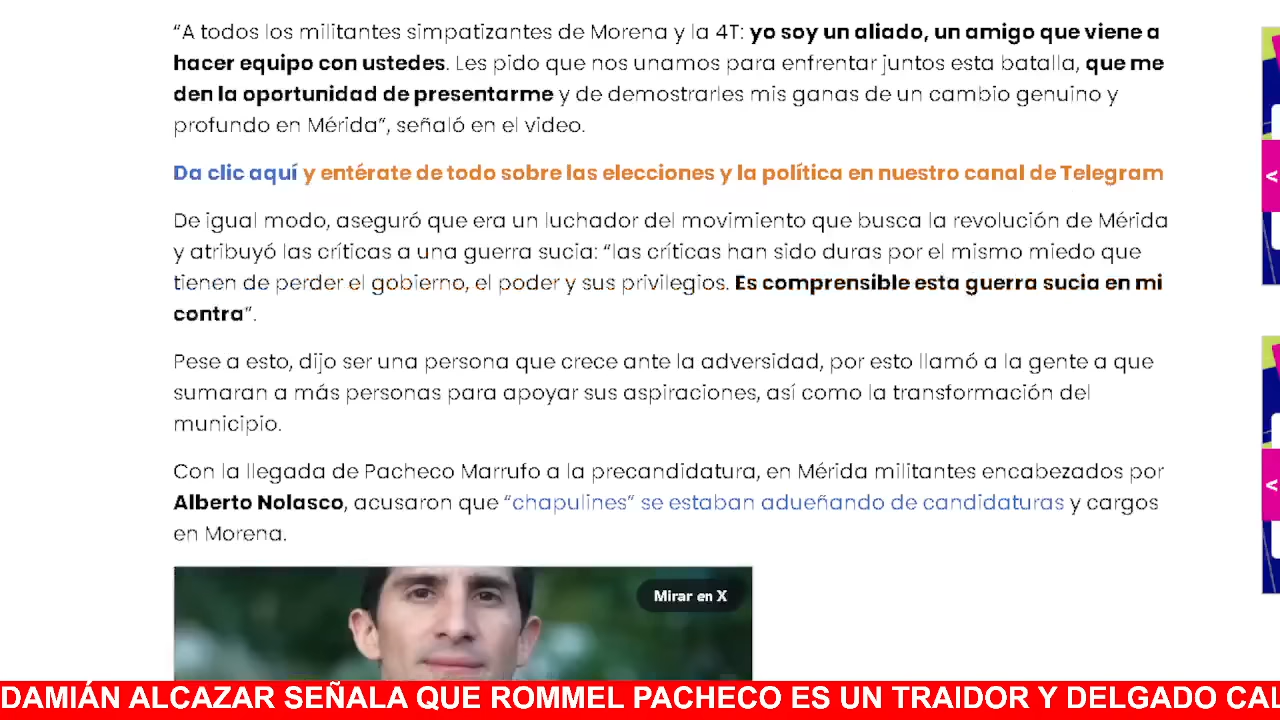 “A todos los militantes simpatizantes de Morena y la 4T: yo soy un aliado, un amigo que viene a
hacer equipo con ustedes. Les pido que nos unamos para enfrentar juntos esta batalla, que me
den la oportunidad de presentarme y de demostrarles mis ganas de un cambio genuino y
profundo en Mérida”, señaló en el video.
Da clic aquí y entérate de todo sobre las elecciones y la política en nuestro canal de Telegram
De igual modo, aseguró que era un luchador del movimiento que busca la revolución de Mérida
y atribuyó las críticas a una guerra sucia: “las críticas han sido duras por el mismo miedo que
tienen de perder el gobierno, el poder y sus privilegios. Es comprensible esta guerra sucia en mi
contra”.
Pese a esto, dijo ser una persona que crece ante la adversidad, por esto llamó a la gente a que
sumaran a más personas para apoyar sus aspiraciones, así como la transformación del
municipio.
Con la llegada de Pacheco Marrufo a la precandidatura, en Mérida militantes encabezados por
Alberto Nolasco, acusaron que “chapulines” se estaban adueñando de candidaturas y cargos
en Morena.
Mirar en X
DAMIÁN ALCAZAR SEÑALA QUE ROMMEL PACHECO ES UN TRAIDOR Y DELGADO CAL